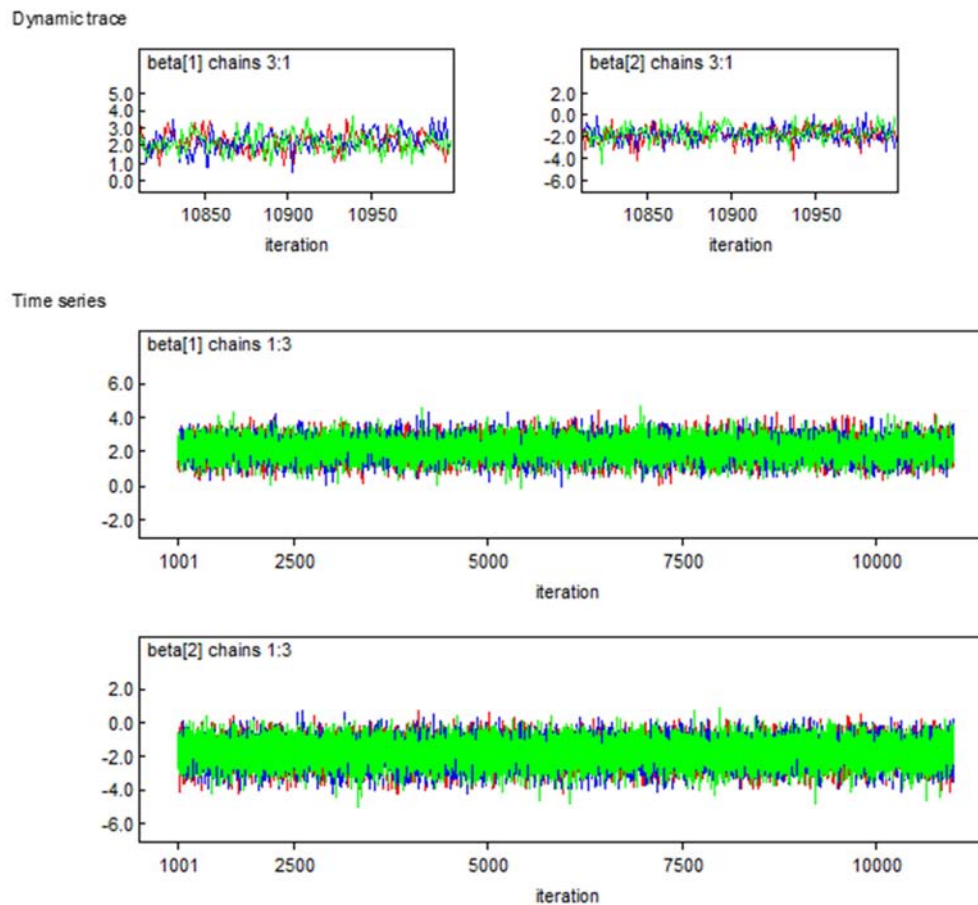 Dynamic trace
beta[1] chains 3:1
5.0
4.0
3.0
2.0
1.0
0.0
10850 10900 10950
iteration
beta[2] chains 3:1
2.0
0.0
-2.0
-4.0
-6.0
10850 10900 10950
iteration
Time series
beta[1] chains 1:3
6.0
4.0
2.0
0.0
-2.0
1001 2500 5000 7500 10000
iteration
beta[2] chains 1:3
2.0
0.0
-2.0
-4.0
-6.0
1001 2500 5000 7500 10000
iteration